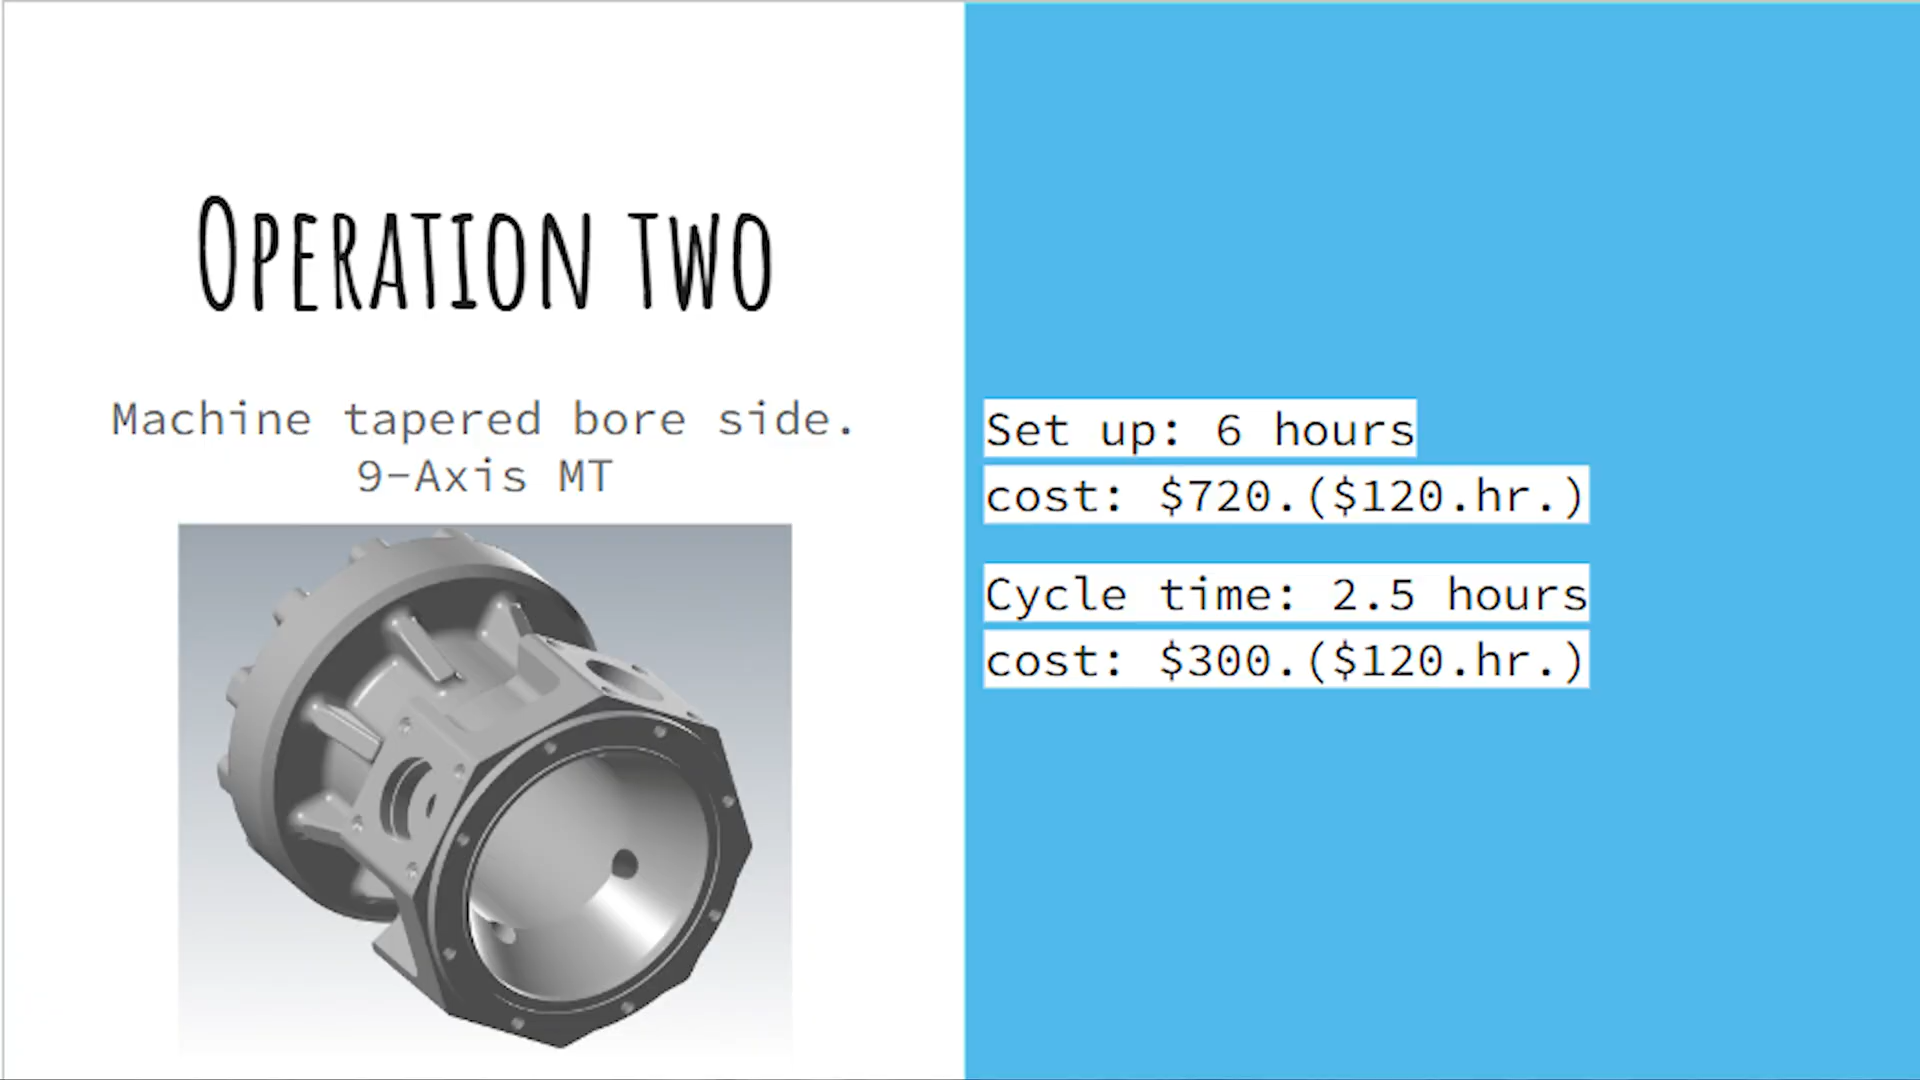 OPERATION TWO
Machine tapered bore side.
9-Axis MT
Set up: 6 hours
cost: $720.($120.hr.)
Cycle time: 2.5 hours
cost: $300.($120.hr.)